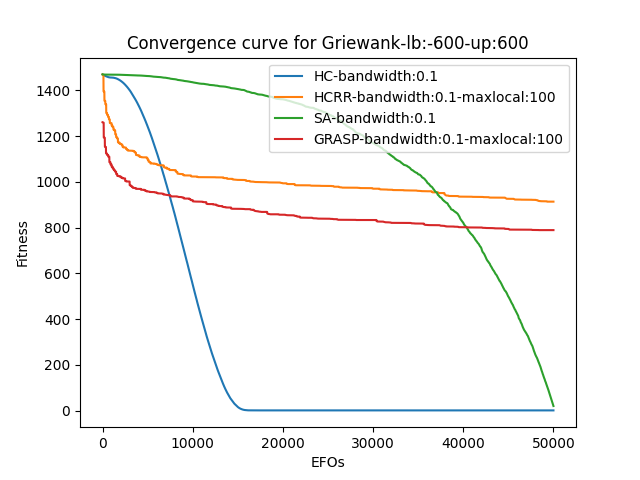 Convergence curve for Griewank-lb:-600-up:600
HC-bandwidth:0.1
HCRR-bandwidth:0.1-maxlocal:100
SA-bandwidth:0.1
GRASP-bandwidth:0.1-maxlocal:100
Fitness
1400
1200
1000
800
600
400
200
0
0 10000 20000 30000 40000 50000
EFOs